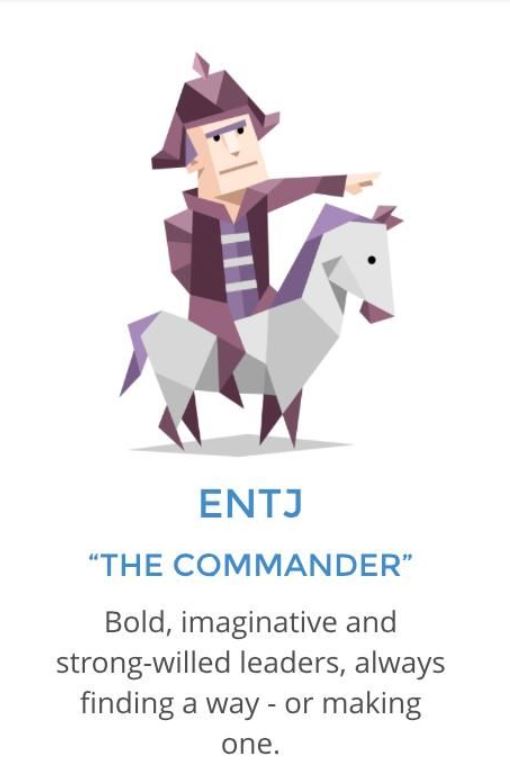 ENTJ
“THE COMMANDER”
Bold, imaginative and
strong-willed leaders, always
finding a way - or making
one.